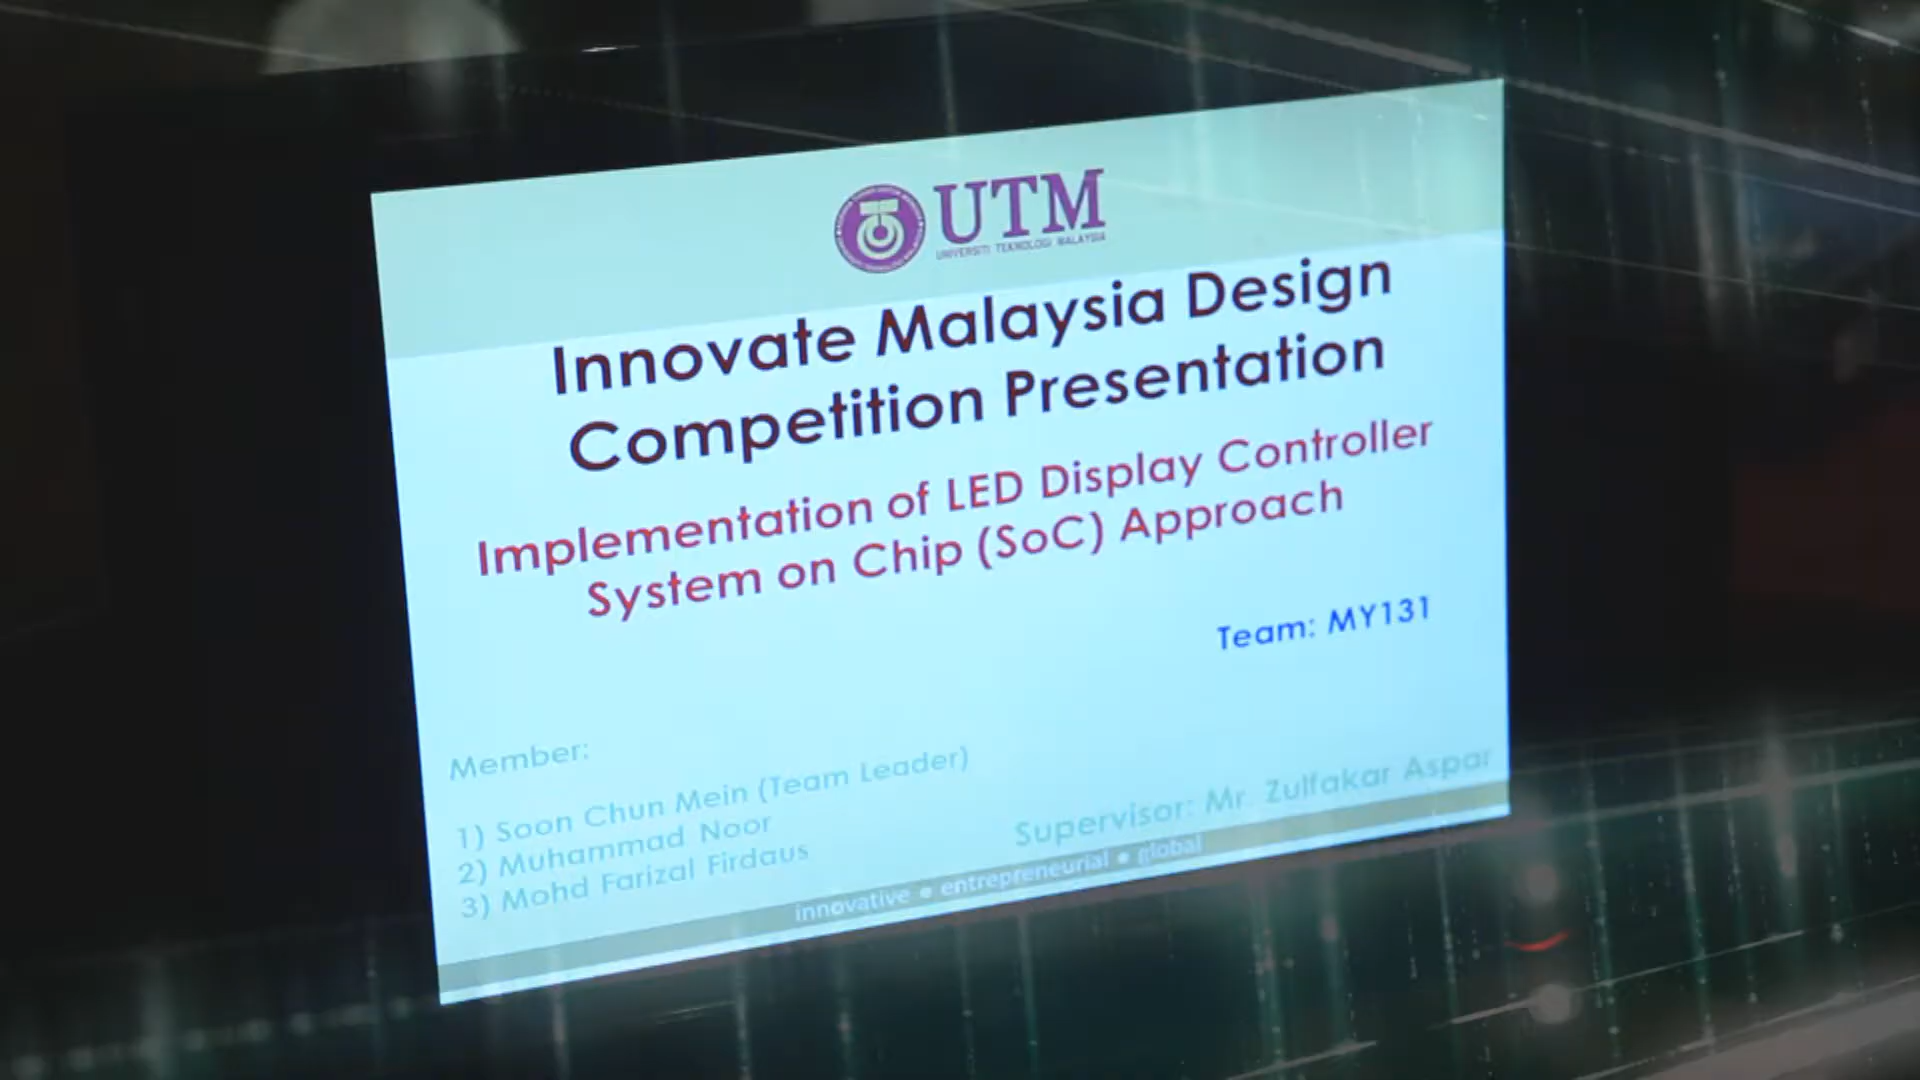 UTM
UNIVERSITI TEKNOLOGI MALAYSIA
Innovate Malaysia Design
Competition Presentation
Implementation of LED Display Controller
System on Chip (SoC) Approach
Team: MY131
Member:
1) Soon Chun Mein (Team Leader)
2) Muhammad Noor
3) Mohd Farizal Firdaus
Supervisor: Mr. Zulfakar Aspar
innovative • entrepreneurial • global